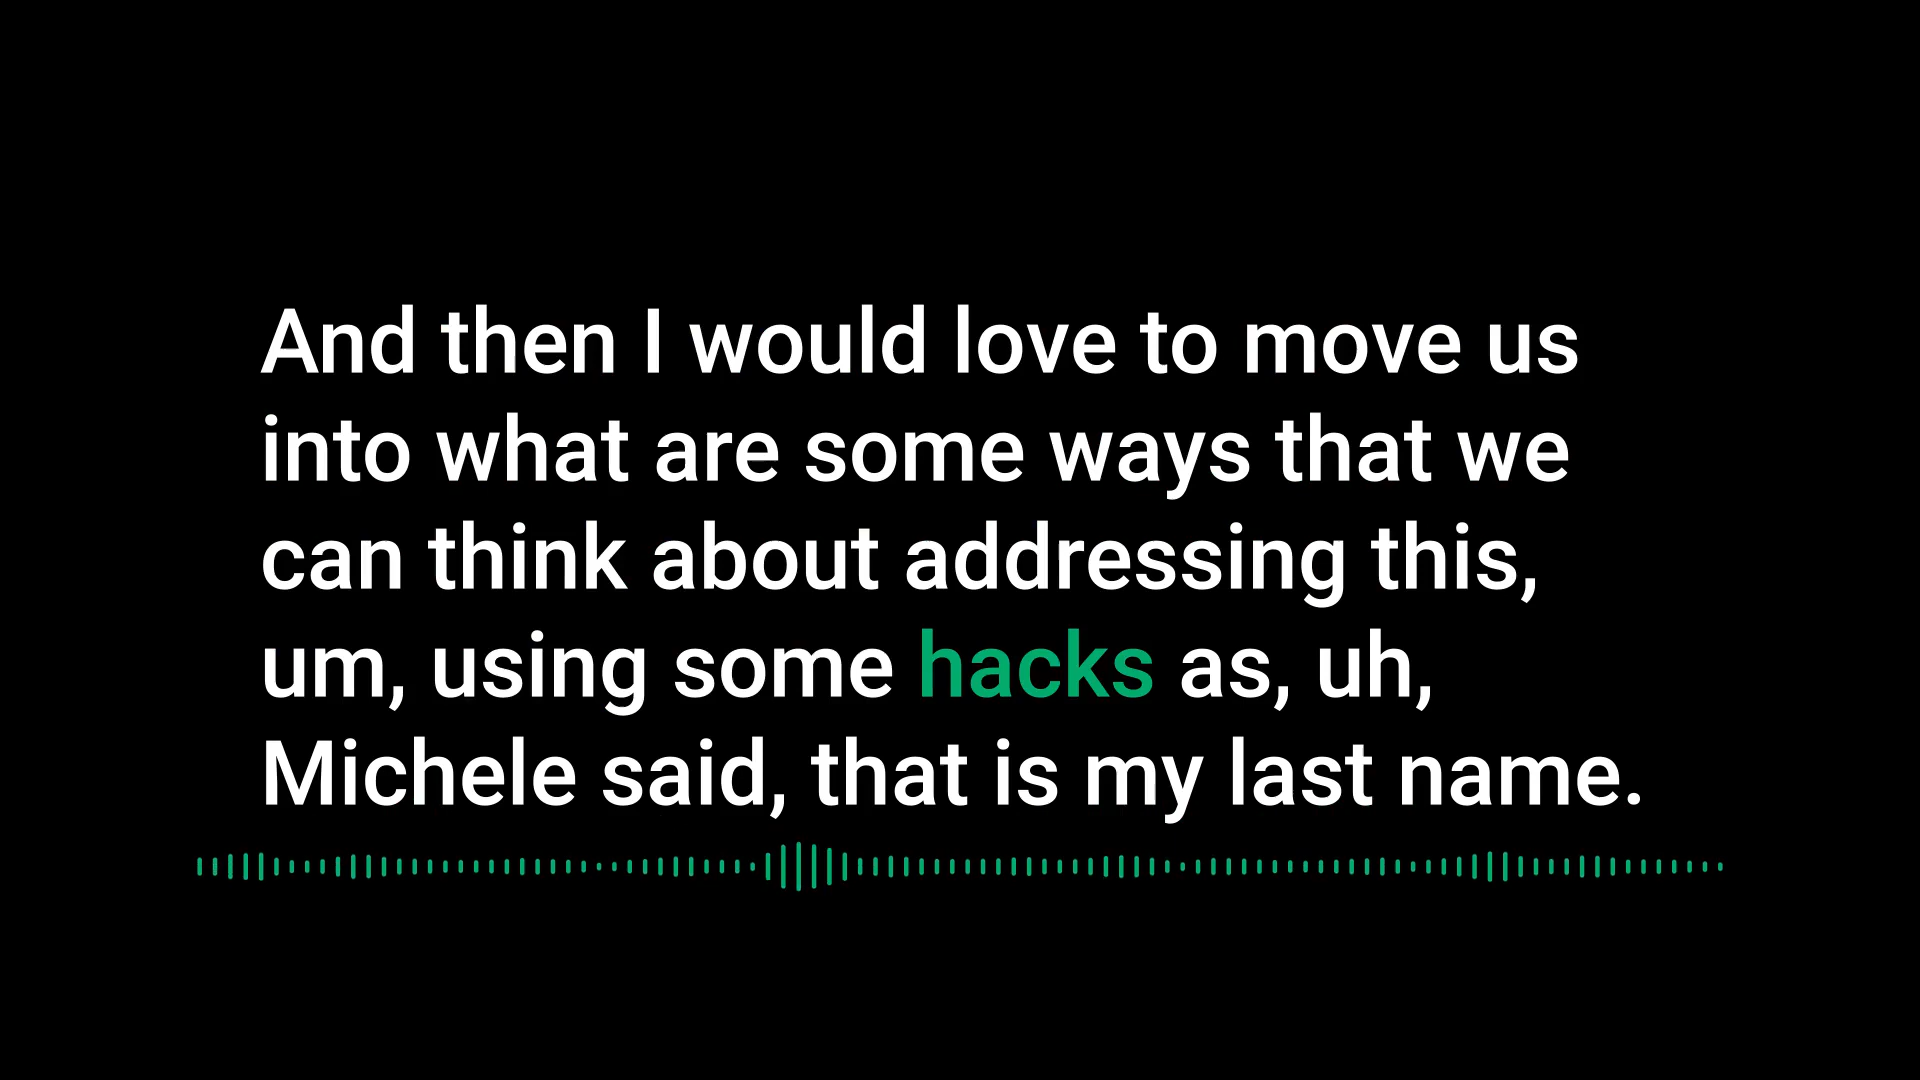 And then I would love to move us
into what are some ways that we
can think about addressing this,
um, using some hacks as, uh,
Michele said, that is my last name.